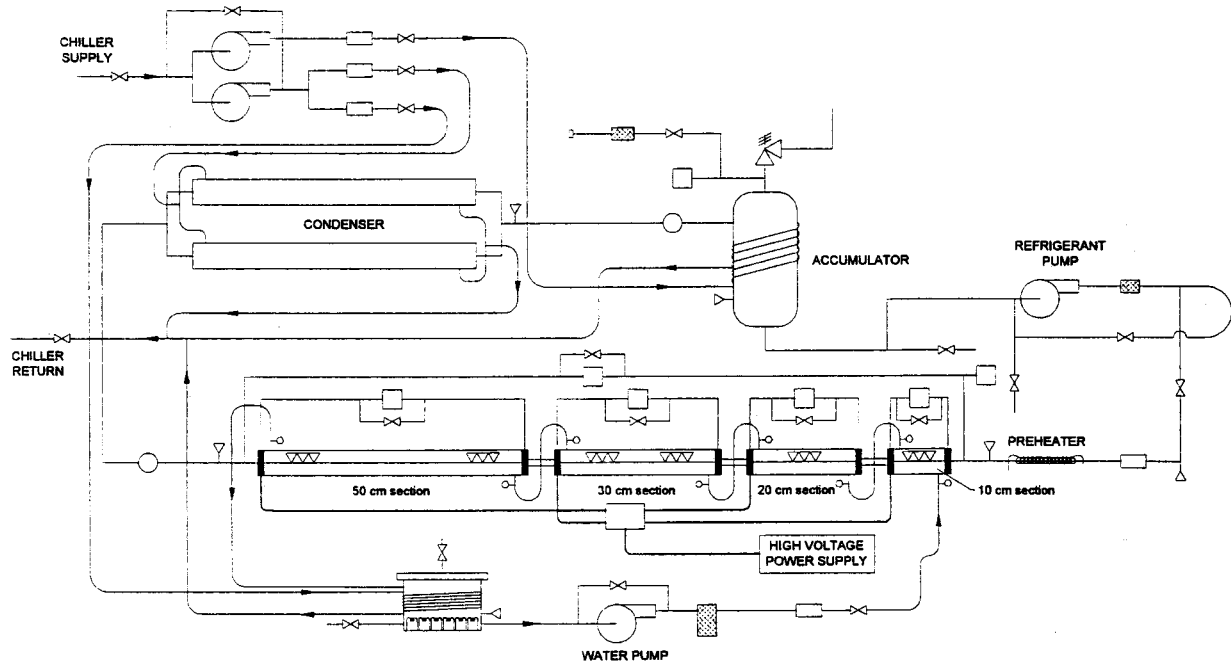 CHILLER
SUPPLY
CONDENSER
ACCUMULATOR
REFRIGERANT
PUMP
CHILLER
RETURN
PREHEATER
50 cm section
30 cm section
20 cm section
10 cm section
HIGH VOLTAGE
POWER SUPPLY
WATER PUMP